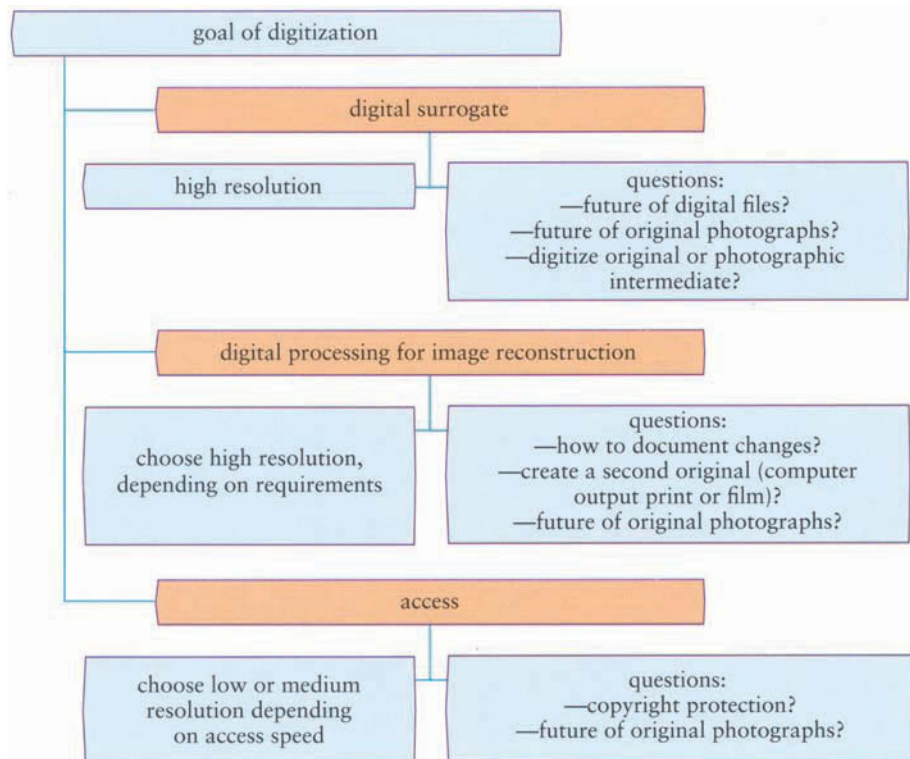 goal of digitization
digital surrogate
high resolution
questions:
—future of digital files?
—future of original photographs?
—digitize original or photographic
intermediate?
digital processing for image reconstruction
choose high resolution,
depending on requirements
questions:
—how to document changes?
—create a second original (computer
output print or film)?
—future of original photographs?
access
choose low or medium
resolution depending
on access speed
questions:
—copyright protection?
—future of original photographs?